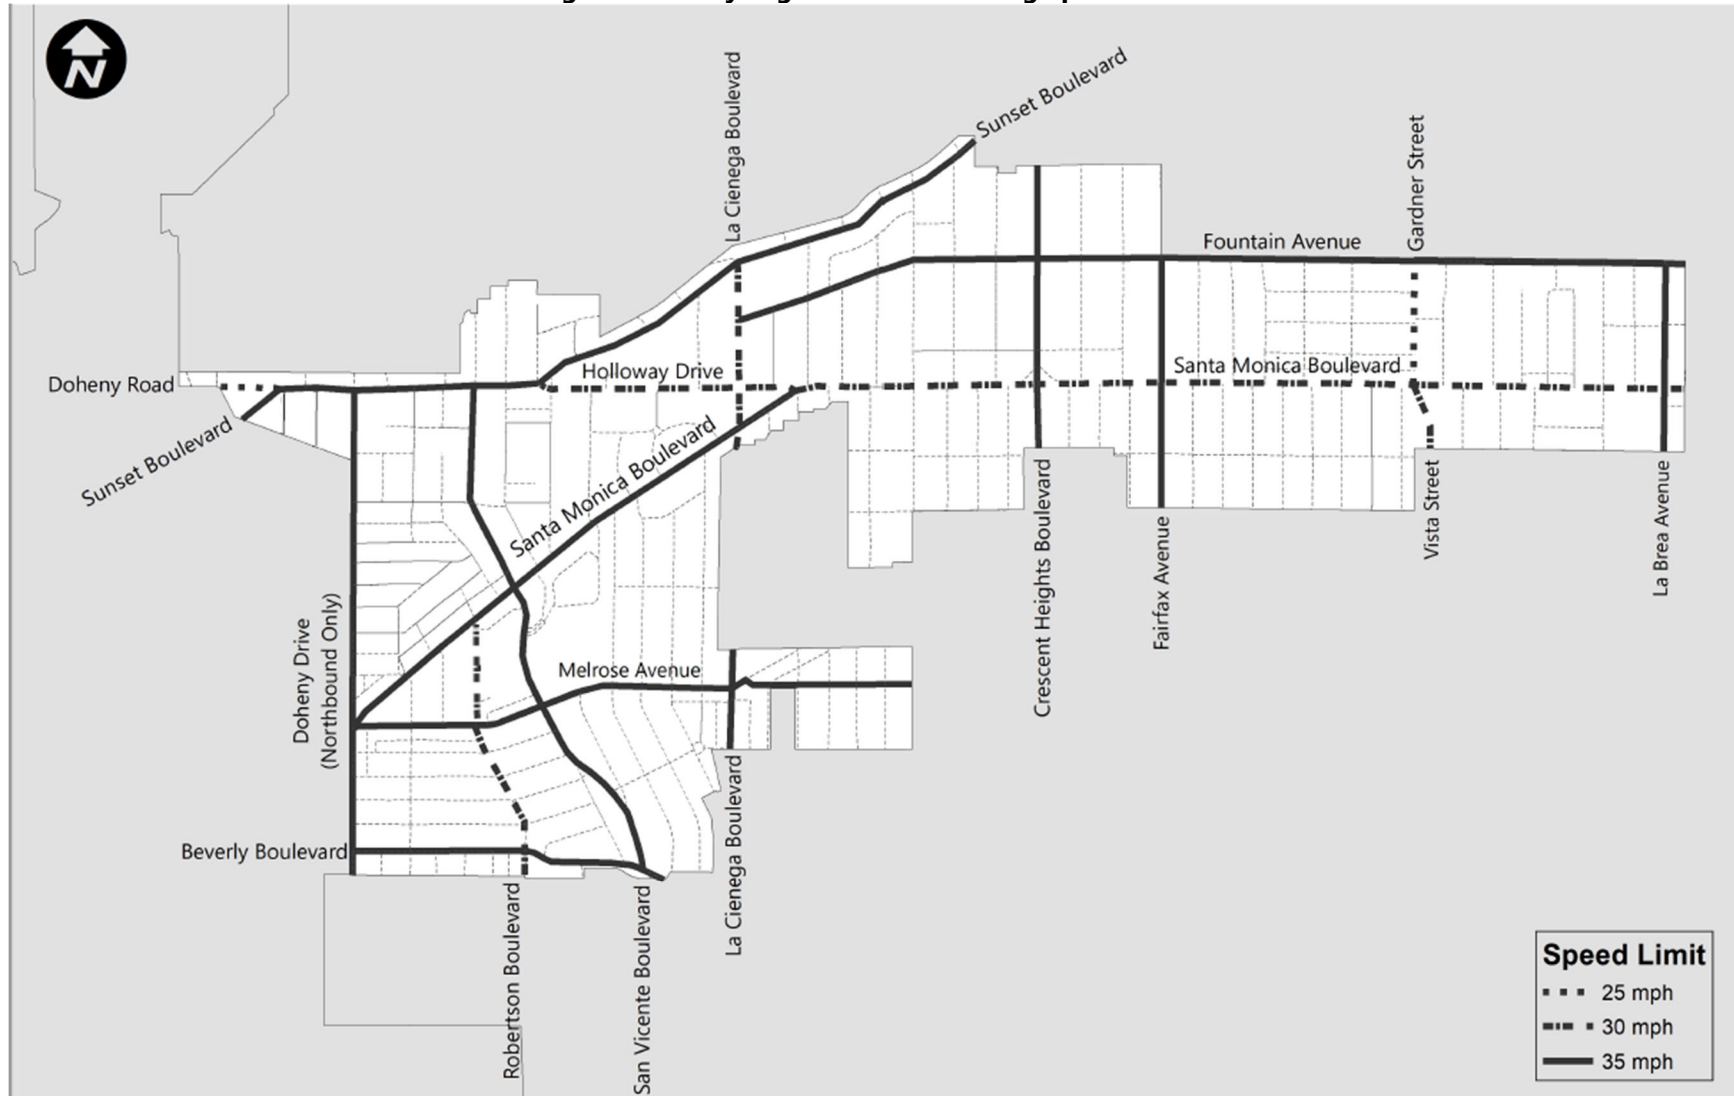 N
La Cienega Boulevard
Sunset Boulevard
Gardner Street
Fountain Avenue
Doheny Road
Holloway Drive
Santa Monica Boulevard
Sunset Boulevard
Santa Monica Boulevard
Crescent Heights Boulevard
Fairfax Avenue
Vista Street
La Brea Avenue
Doheny Drive
(Northbound Only)
Melrose Avenue
Beverly Boulevard
La Cienega Boulevard
Robertson Boulevard
San Vicente Boulevard
Speed Limit
25 mph
30 mph
35 mph